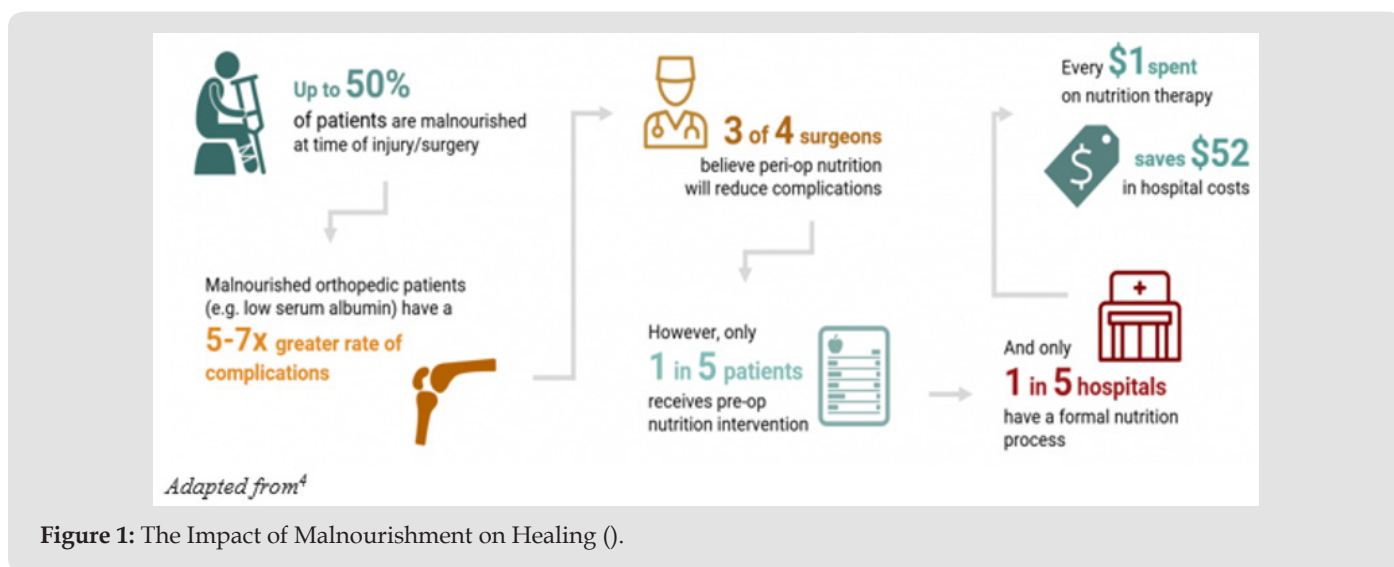 Up to 50%
of patients are malnourished
at time of injury/surgery
Malnourished orthopedic patients
(e.g. low serum albumin) have a
5-7x greater rate of
complications
3 of 4 surgeons
believe peri-op nutrition
will reduce complications
However, only
1 in 5 patients
receives pre-op
nutrition intervention
And only
1 in 5 hospitals
have a formal nutrition
process
Every $1 spent
on nutrition therapy
$
saves $52
in hospital costs
Adapted from4
Figure 1: The Impact of Malnourishment on Healing ().